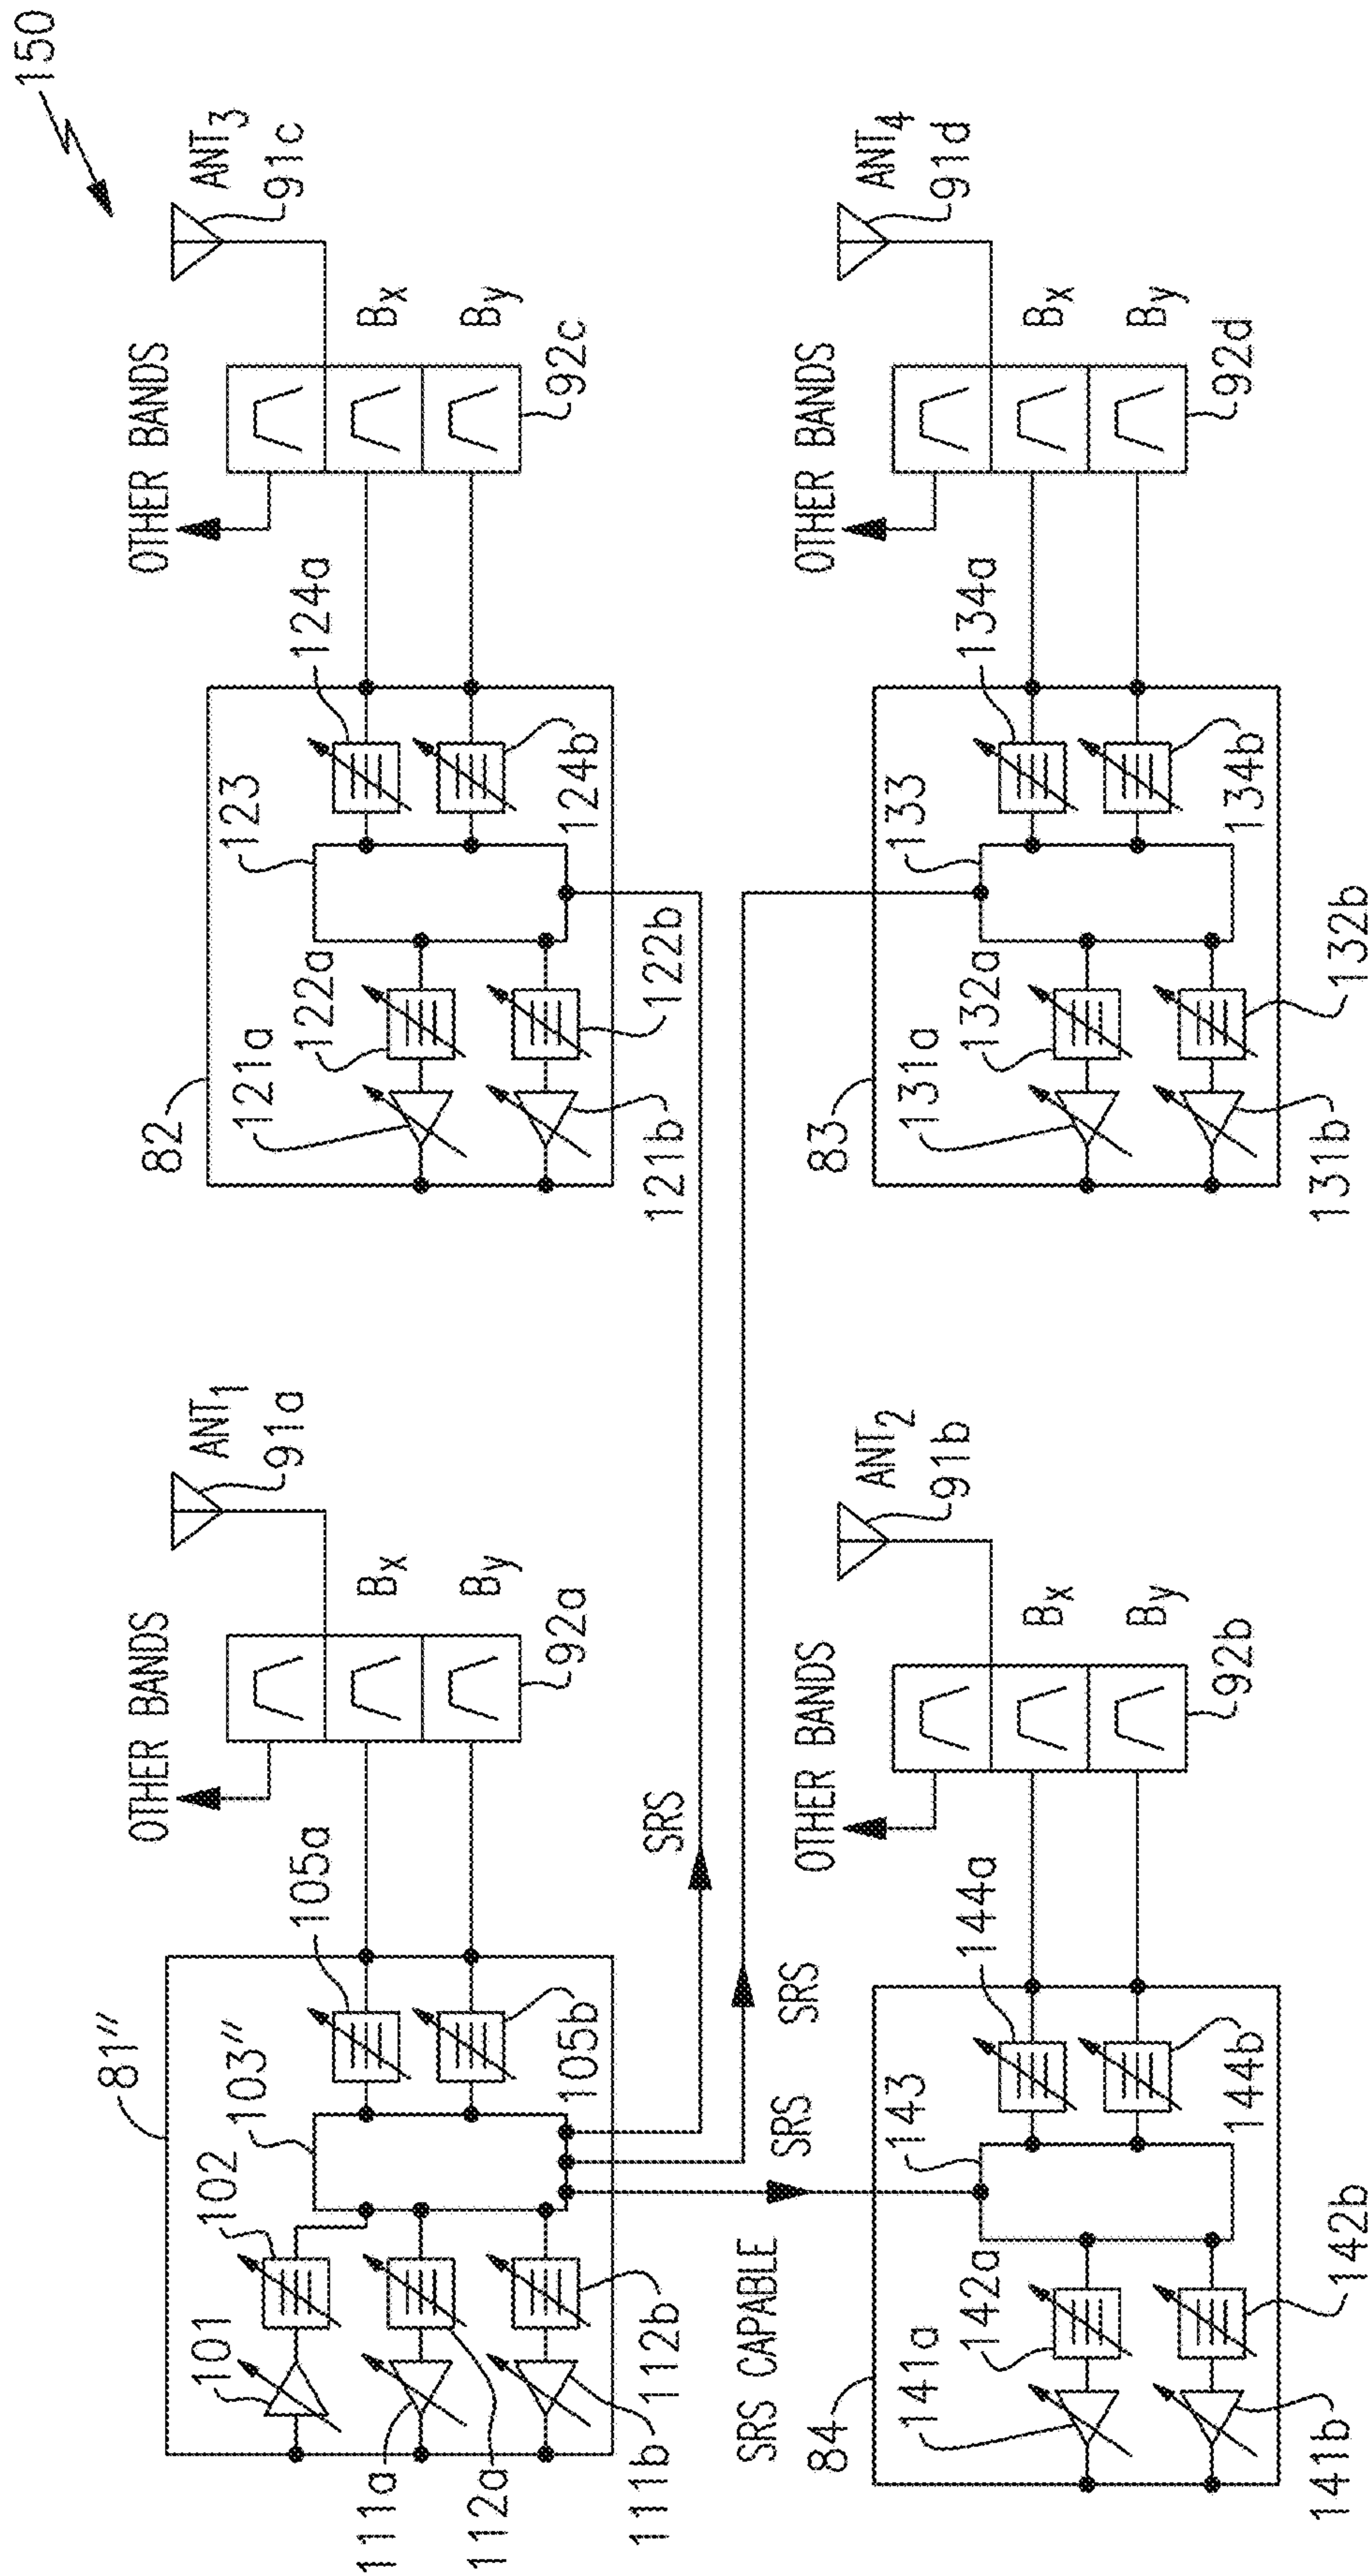 150
ANT1
91a
ANT3
91c
OTHER BANDS
OTHER BANDS
Bx
By
92a
Bx
By
92c
81″
101
102
103″
105a
105b
111a
112a
111b
112b
82
121a
122a
123
124a
124b
121b
122b
SRS
SRS
SRS
SRS CAPABLE
ANT2
91b
ANT4
91d
OTHER BANDS
OTHER BANDS
Bx
By
92b
Bx
By
92d
84
141a
142a
143
144a
144b
141b
142b
83
131a
132a
133
134a
134b
131b
132b